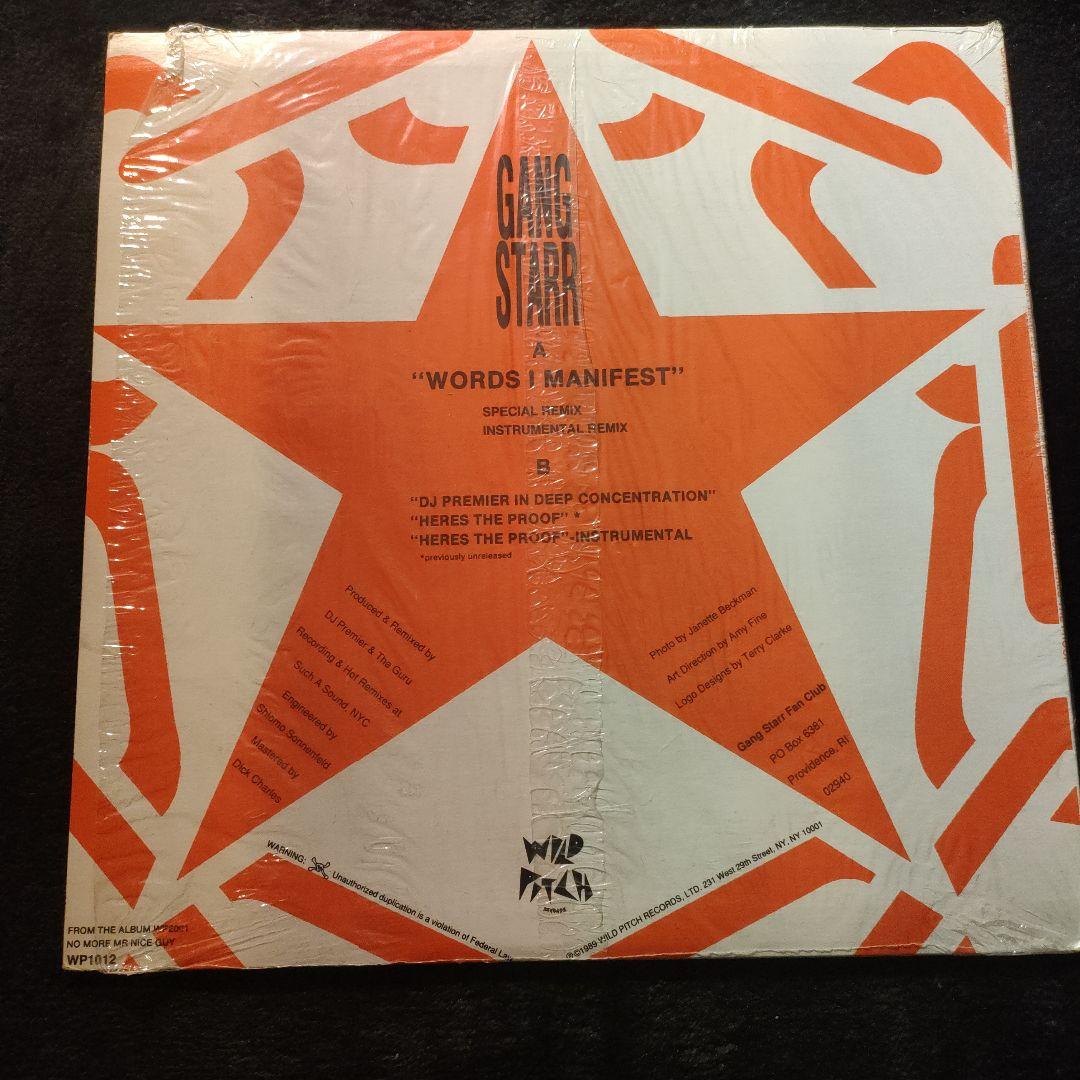 GANG
STARR
A
"WORDS I MANIFEST"
SPECIAL REMIX
INSTRUMENTAL REMIX
B
"DJ PREMIER IN DEEP CONCENTRATION"
"HERES THE PROOF" *
"HERES THE PROOF"-INSTRUMENTAL
*previously unreleased
Produced & Remixed by
DJ Premier & The Guru
Recording & Hot Remixes at
Such A Sound, NYC
Engineered by
Shlomo Sonnenfeld
Mastered by
Dick Charles
Photo by Janette Beckman
Art Direction by Amy Fine
Logo Designs by Terry Clarke
Gang Starr Fan Club
PO Box 6381
Providence, RI
02940
WARNING: Unauthorized duplication is a violation of Federal Law
WILD
PITCH
RECORDS
℗©1989 WILD PITCH RECORDS, LTD. 231 West 29th Street, NY, NY 10001
FROM THE ALBUM WP2001
NO MORE MR NICE GUY
WP1012